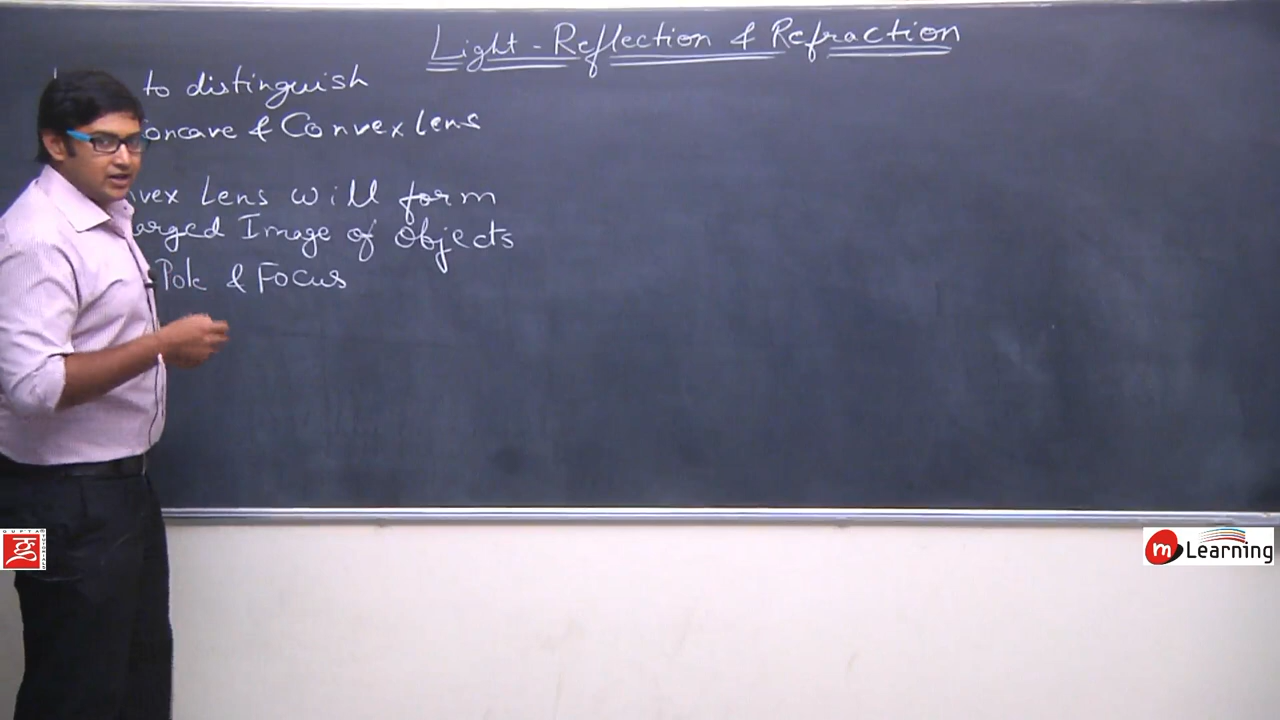 Light - Reflection & Refraction
to distinguish
oncave & Convex Lens
vex Lens will form
arged Image of Objects
Pole & Focus
GUPTA
m Learning